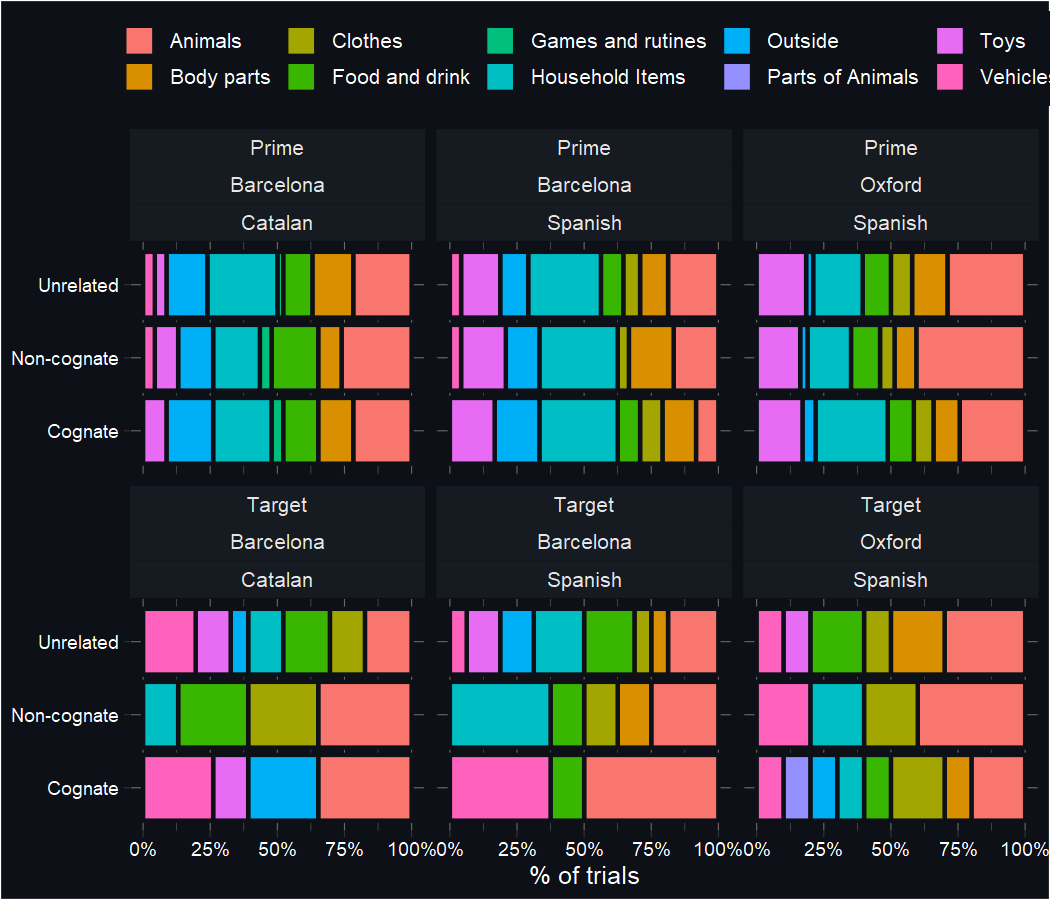 Animals Clothes Games and rutines Outside Toys
Body parts Food and drink Household Items Parts of Animals Vehicles
Prime Prime Prime
Barcelona Barcelona Oxford
Catalan Spanish Spanish
Unrelated
Non-cognate
Cognate
Target Target Target
Barcelona Barcelona Oxford
Catalan Spanish Spanish
Unrelated
Non-cognate
Cognate
0% 25% 50% 75% 100% 0% 25% 50% 75% 100% 0% 25% 50% 75% 100%
% of trials